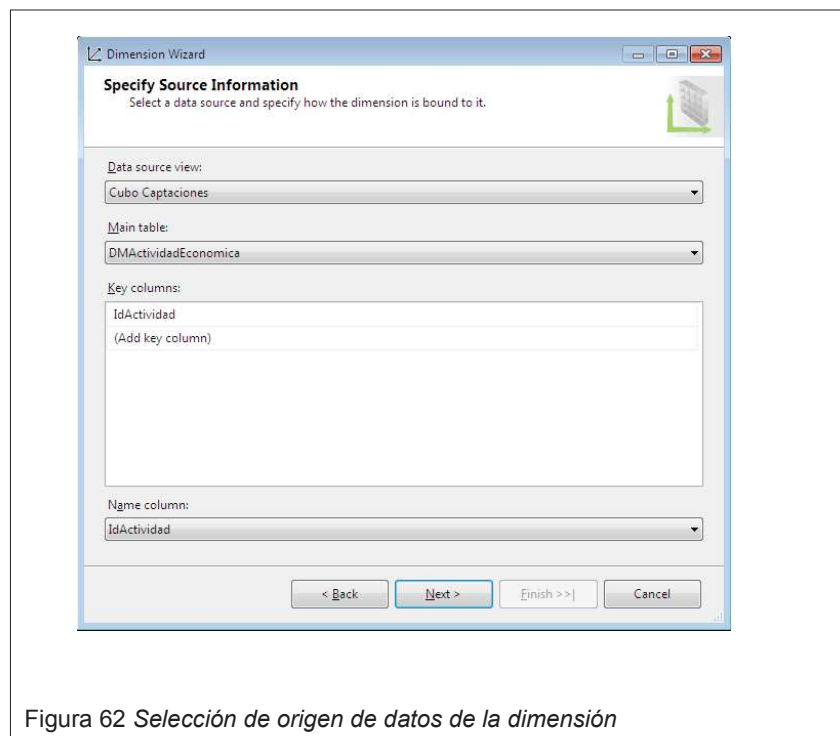 Dimension Wizard
Specify Source Information
Select a data source and specify how the dimension is bound to it.
Data source view:
Cubo Captaciones
Main table:
DMActividadEconomica
Key columns:
IdActividad
(Add key column)
Name column:
IdActividad
< Back Next > Finish >>| Cancel
Figura 62 Selección de origen de datos de la dimensión